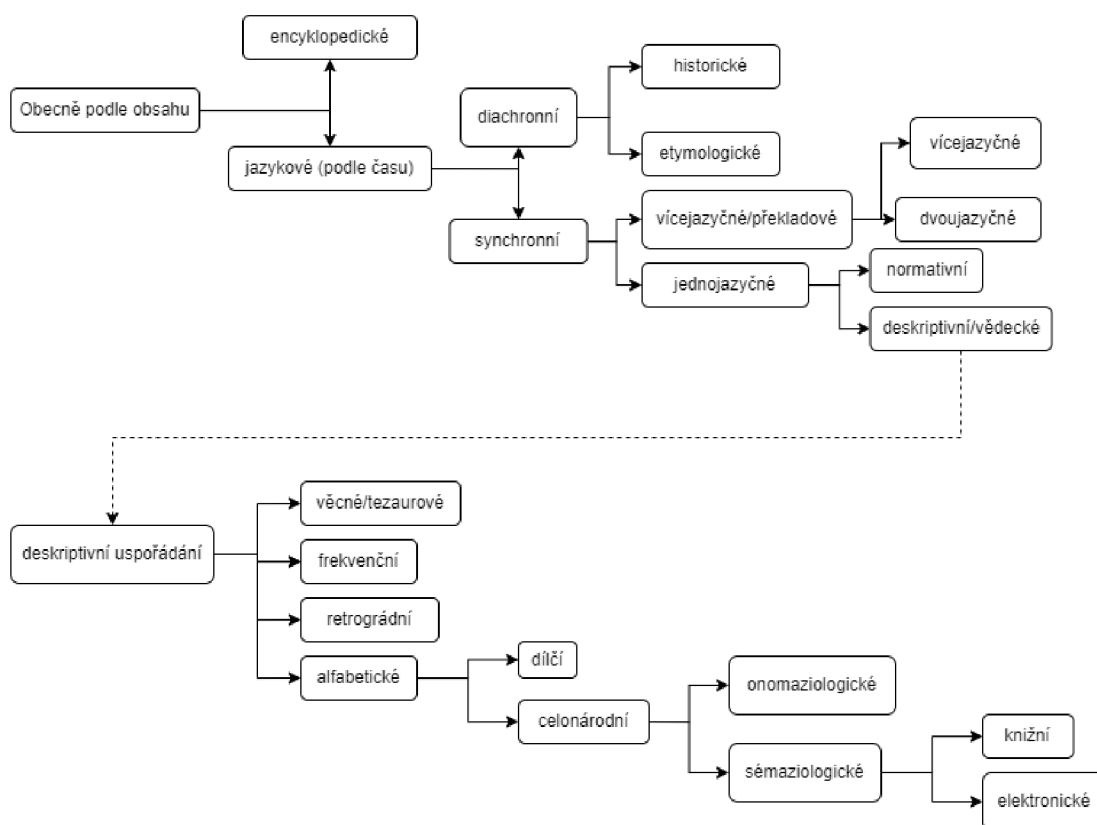 encyklopedické
historické
Obecně podle obsahu
diachronní
vícejazyčné
etymologické
jazykové (podle času)
vícejazyčné/překladové
dvoujazyčné
synchronní
normativní
jednojazyčné
deskriptivní/vědecké
věcné/tezaurové
deskriptivní uspořádání
frekvenční
retrográdní
dílčí
alfabetické
onomaziologické
celonárodní
knižní
sémaziologické
elektronické